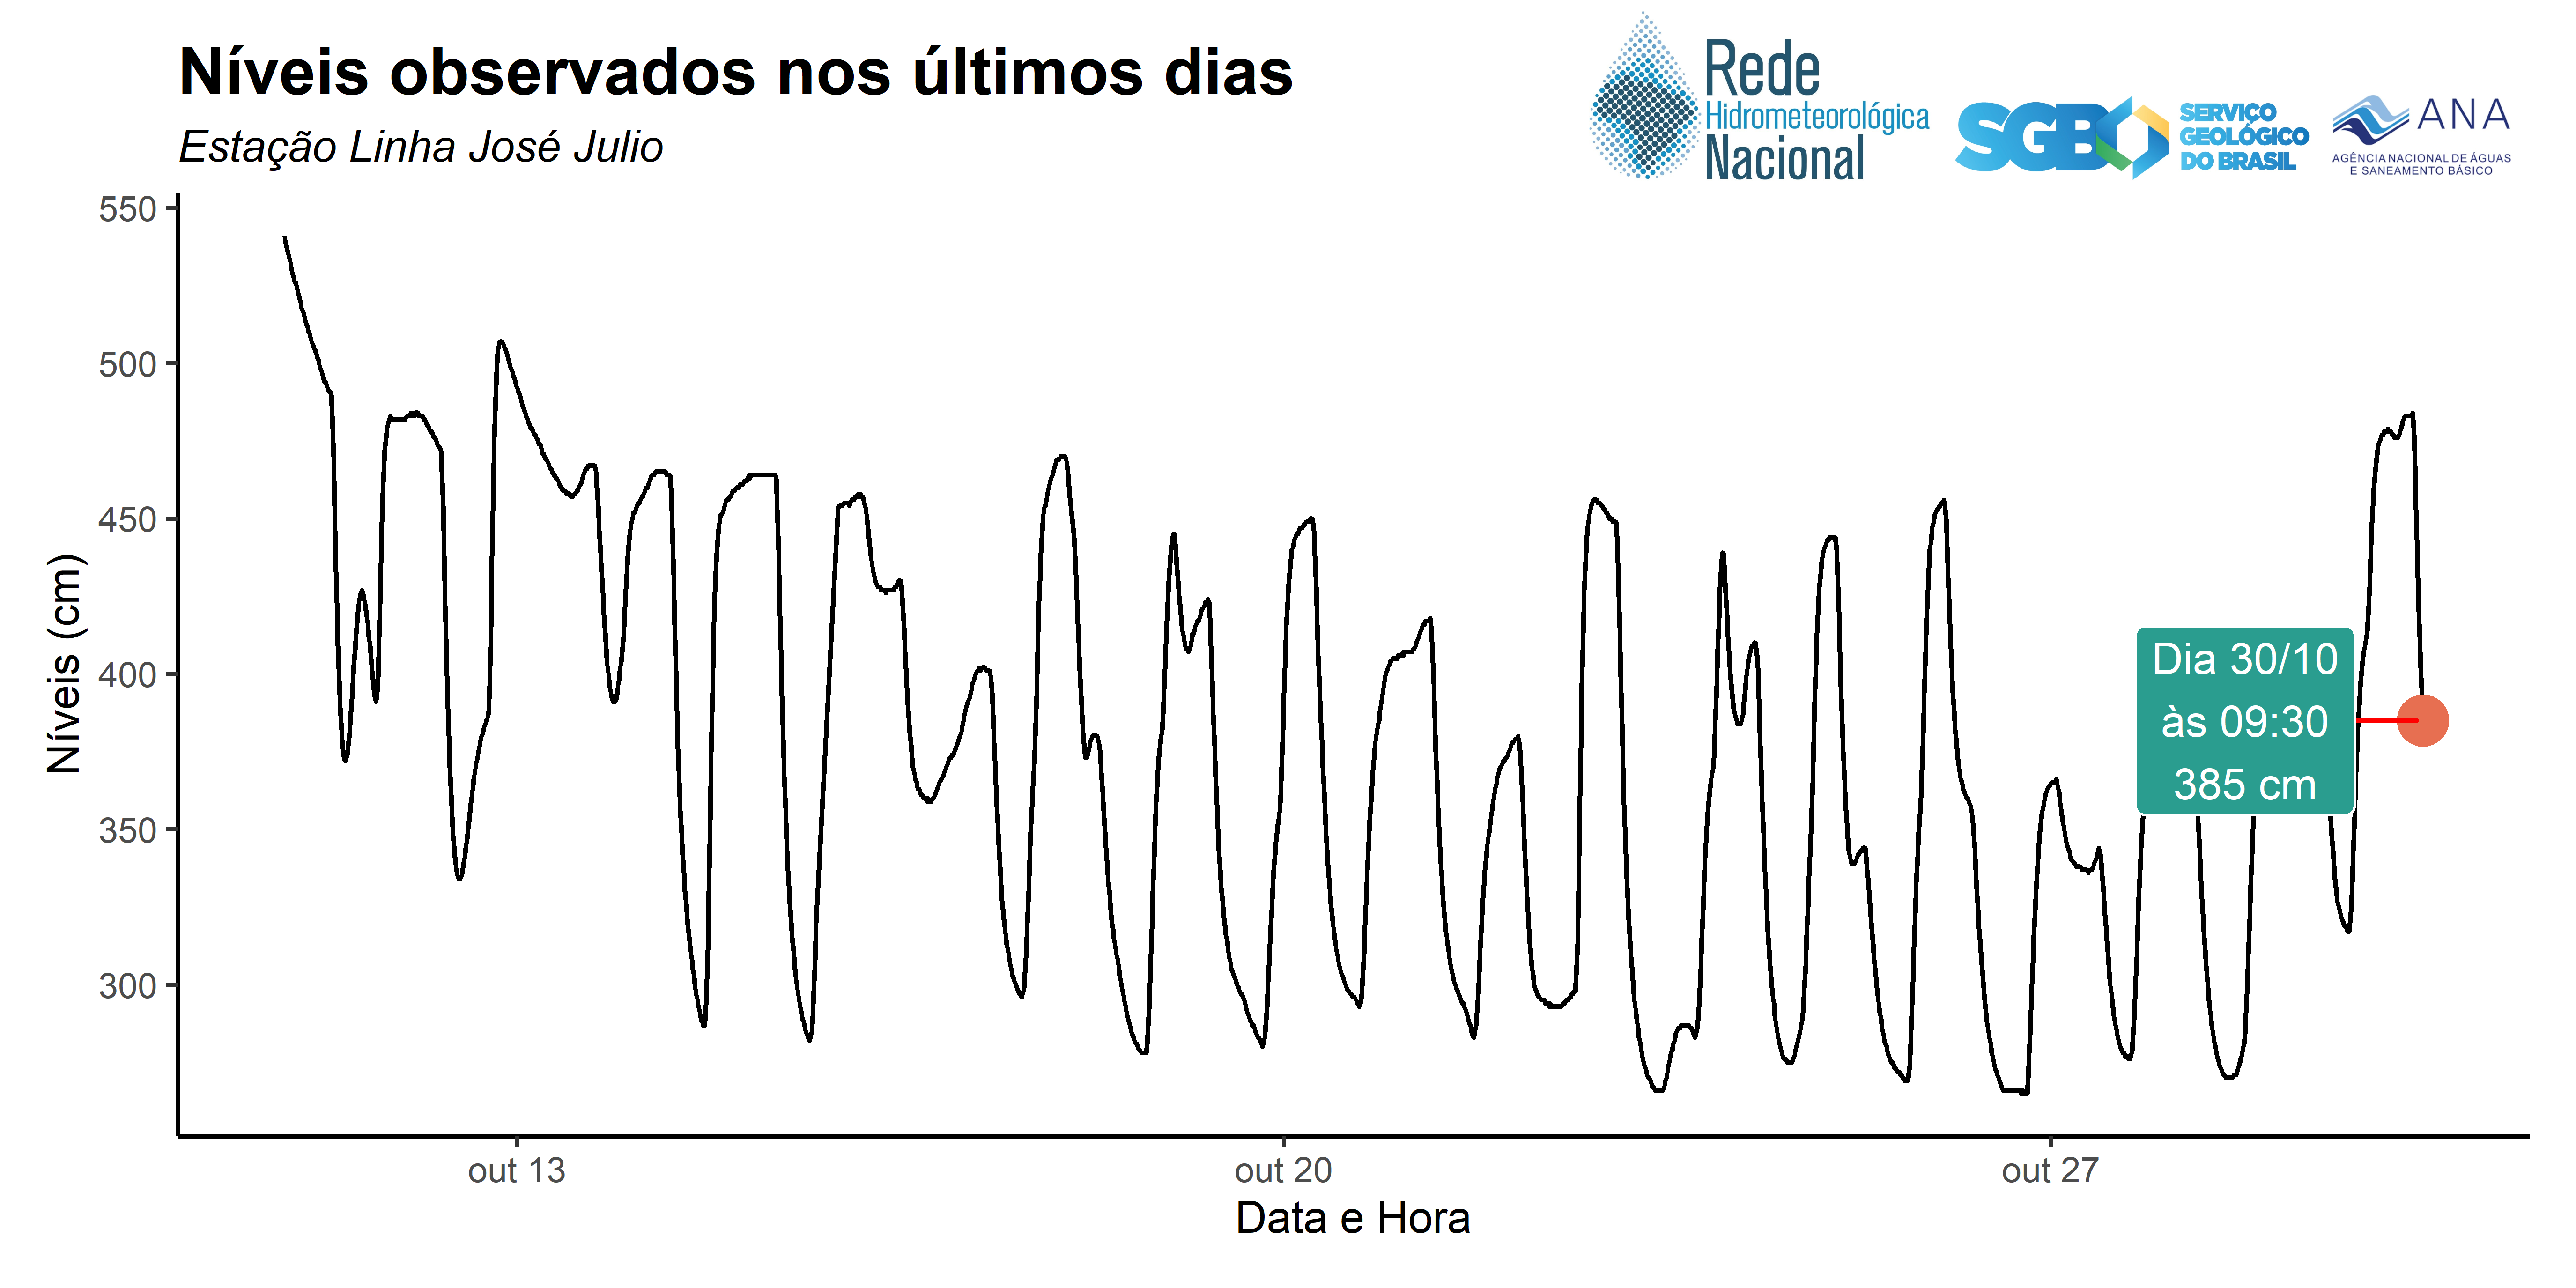 Níveis observados nos últimos dias
Estação Linha José Julio
Rede
Hidrometeorológica
Nacional
SGB
SERVIÇO
GEOLÓGICO
DO BRASIL
ANA
AGÊNCIA NACIONAL DE ÁGUAS
E SANEAMENTO BÁSICO
Níveis (cm)
550
500
450
400
350
300
Dia 30/10
às 09:30
385 cm
out 13
out 20
out 27
Data e Hora